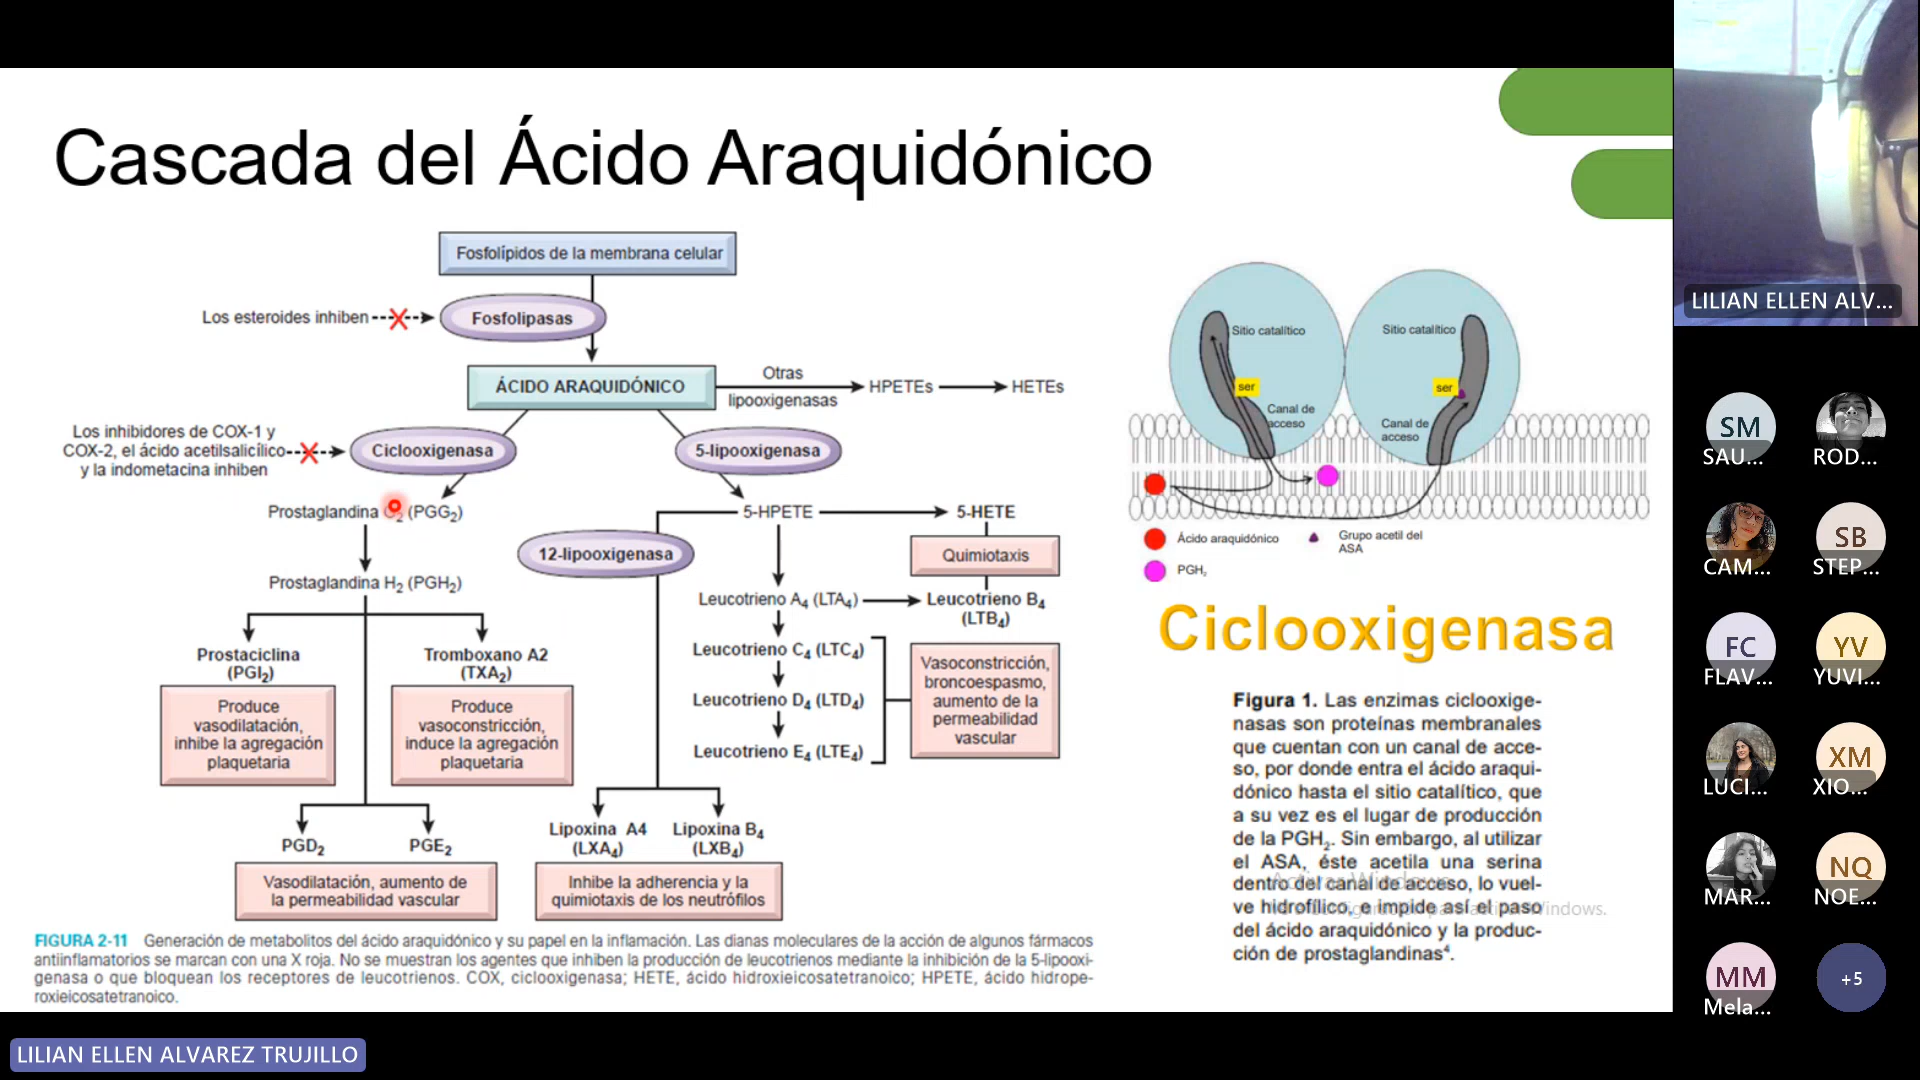 Cascada del Ácido Araquidónico
Fosfolípidos de la membrana celular
Los esteroides inhiben
Fosfolipasas
ÁCIDO ARAQUIDÓNICO
Otras
lipooxigenasas
HPETEs
HETEs
Los inhibidores de COX-1 y
COX-2, el ácido acetilsalicílico
y la indometacina inhiben
Ciclooxigenasa
5-lipooxigenasa
Prostaglandina G₂ (PGG₂)
5-HPETE
5-HETE
12-lipooxigenasa
Quimiotaxis
Prostaglandina H₂ (PGH₂)
Leucotrieno A₄ (LTA₄)
Leucotrieno B₄
(LTB₄)
Prostaciclina
(PGI₂)
Tromboxano A2
(TXA₂)
Leucotrieno C₄ (LTC₄)
Leucotrieno D₄ (LTD₄)
Leucotrieno E₄ (LTE₄)
Vasoconstricción,
broncoespasmo,
aumento de la
permeabilidad
vascular
Produce
vasodilatación,
inhibe la agregación
plaquetaria
Produce
vasoconstricción,
induce la agregación
plaquetaria
PGD₂
PGE₂
Vasodilatación, aumento de
la permeabilidad vascular
Lipoxina A4
(LXA₄)
Lipoxina B₄
(LXB₄)
Inhibe la adherencia y la
quimiotaxis de los neutrófilos
FIGURA 2-11 Generación de metabolitos del ácido araquidónico y su papel en la inflamación. Las dianas moleculares de la acción de algunos fármacos
antiinflamatorios se marcan con una X roja. No se muestran los agentes que inhiben la producción de leucotrienos mediante la inhibición de la 5-lipooxi-
genasa o que bloquean los receptores de leucotrienos. COX, ciclooxigenasa; HETE, ácido hidroxieicosatetranoico; HPETE, ácido hidrope-
roxieicosatetranoico.
Sitio catalítico
Sitio catalítico
ser
ser
Canal de
acceso
Canal de
acceso
Ácido araquidónico
Grupo acetil del
ASA
PGH₂
Ciclooxigenasa
Figura 1. Las enzimas ciclooxige-
nasas son proteínas membranales
que cuentan con un canal de acce-
so, por donde entra el ácido araqui-
dónico hasta el sitio catalítico, que
a su vez es el lugar de producción
de la PGH₂. Sin embargo, al utilizar
el ASA, éste acetila una serina
dentro del canal de acceso, lo vuel-
ve hidrofílico, e impide así el paso
del ácido araquidónico y la produc-
ción de prostaglandinas⁴.
Activar Windows
LILIAN ELLEN ALV...
SM
SAU...
ROD...
CAM...
SB
STEP...
FC
FLAV...
YV
YUVI...
LUCI...
XM
XIO...
MAR...
NQ
NOE...
MM
Mela...
+5
LILIAN ELLEN ALVAREZ TRUJILLO